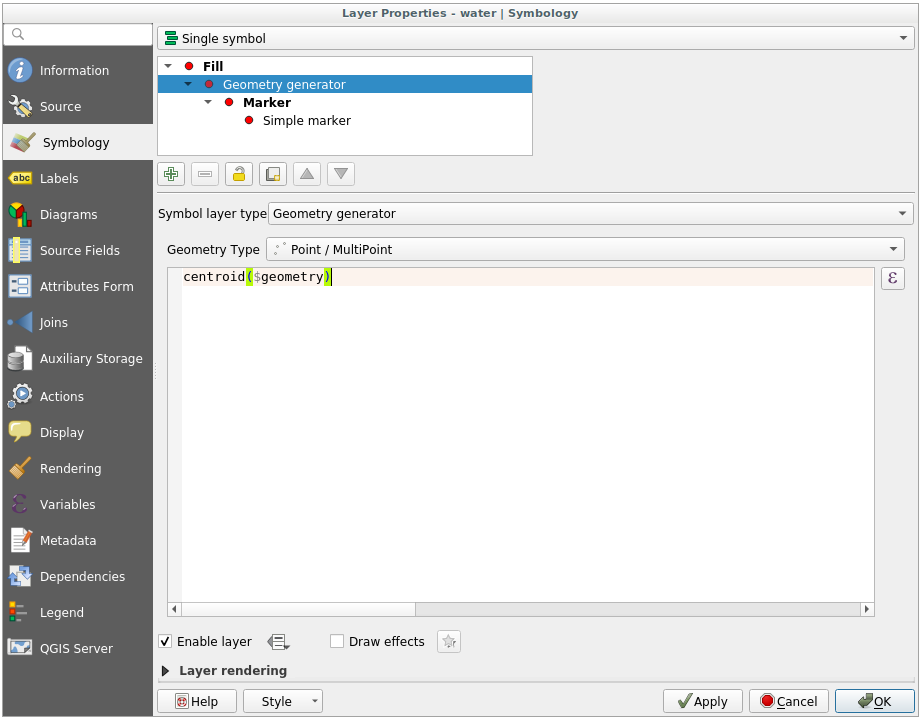 Layer Properties - water | Symbology
Information
Source
Symbology
abc Labels
Diagrams
Source Fields
Attributes Form
Joins
Auxiliary Storage
Actions
Display
Rendering
Variables
Metadata
Dependencies
Legend
QGIS Server
Single symbol
Fill
Geometry generator
Marker
Simple marker
Symbol layer type Geometry generator
Geometry Type Point / MultiPoint
centroid($geometry)
ε
Enable layer Draw effects
Layer rendering
Help Style Apply Cancel OK